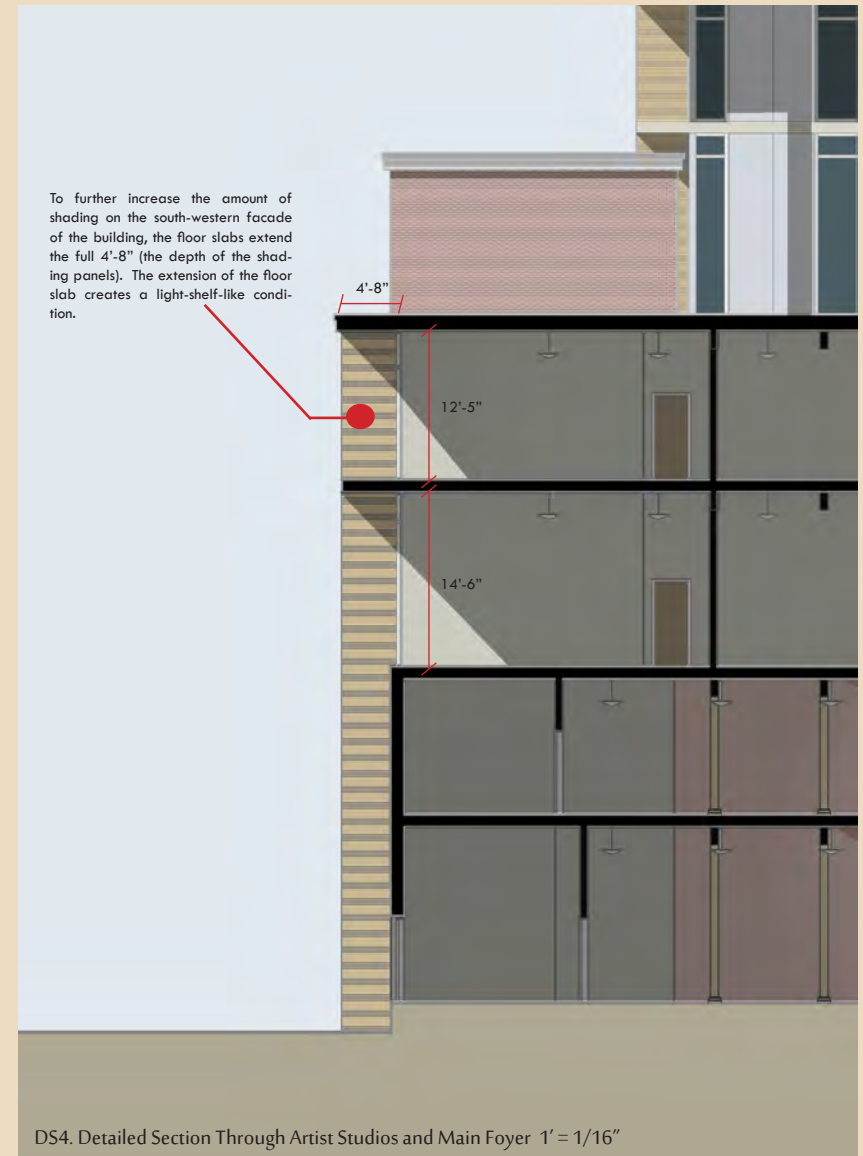 To further increase the amount of
shading on the south-western facade
of the building, the floor slabs extend
the full 4'-8" (the depth of the shad-
ing panels).  The extension of the floor
slab creates a light-shelf-like condi-
tion.
4'-8"
12'-5"
14'-6"
DS4. Detailed Section Through Artist Studios and Main Foyer  1' = 1/16"